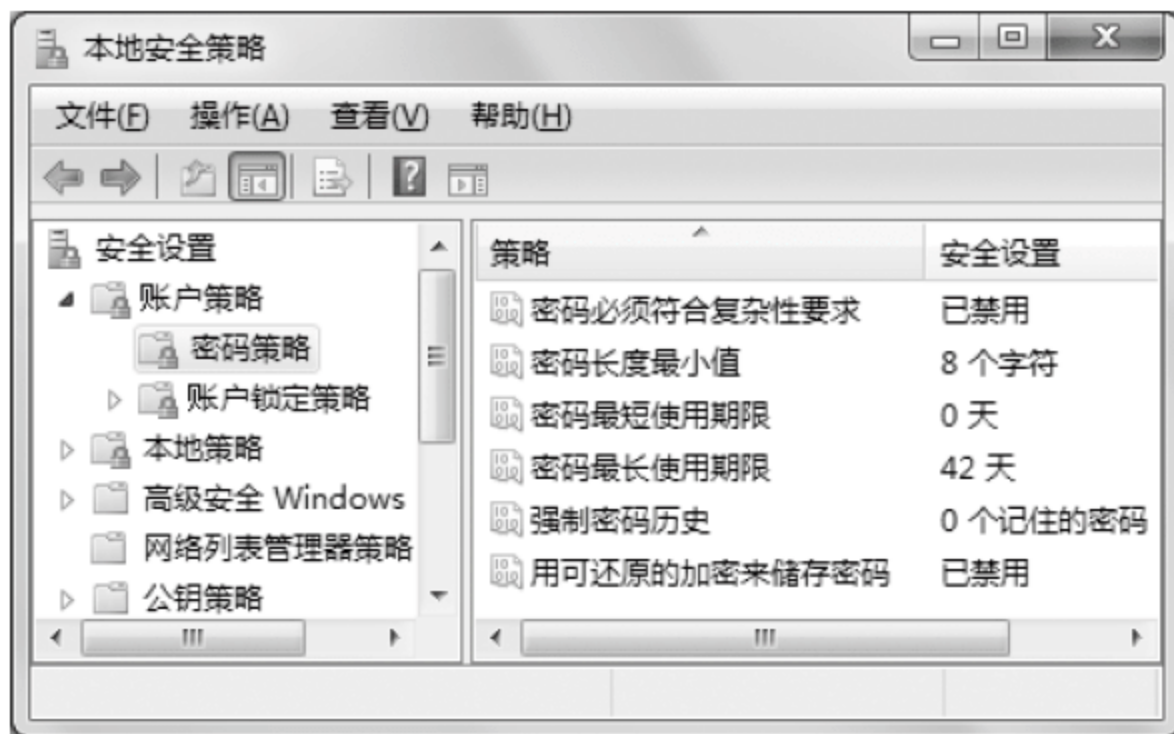 本地安全策略
文件(F) 操作(A) 查看(V) 帮助(H)
安全设置
账户策略
密码策略
账户锁定策略
本地策略
高级安全 Windows
网络列表管理器策略
公钥策略
策略 安全设置
密码必须符合复杂性要求 已禁用
密码长度最小值 8 个字符
密码最短使用期限 0 天
密码最长使用期限 42 天
强制密码历史 0 个记住的密码
用可还原的加密来储存密码 已禁用